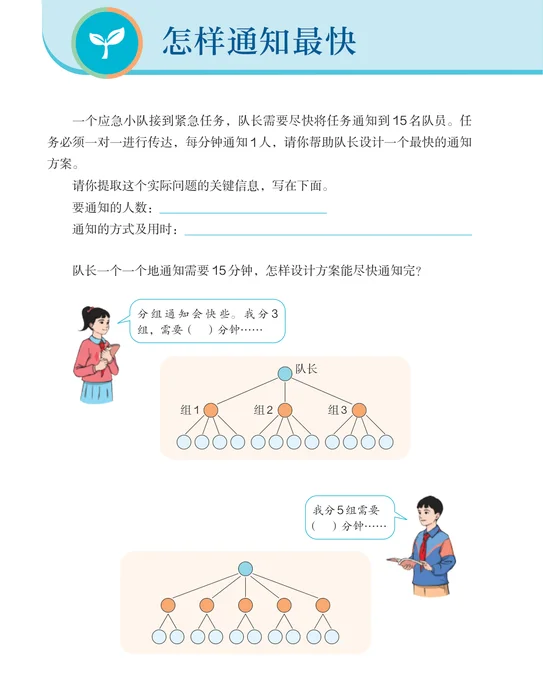 怎样通知最快
一个应急小队接到紧急任务，队长需要尽快将任务通知到15名队员。任
务必须一对一进行传达，每分钟通知1人，请你帮助队长设计一个最快的通知
方案。
请你提取这个实际问题的关键信息，写在下面。
要通知的人数：
通知的方式及用时：
队长一个一个地通知需要15分钟，怎样设计方案能尽快通知完？
分组通知会快些。我分3
组，需要（ ）分钟……
队长
组1 组2 组3
我分5组需要
（ ）分钟……